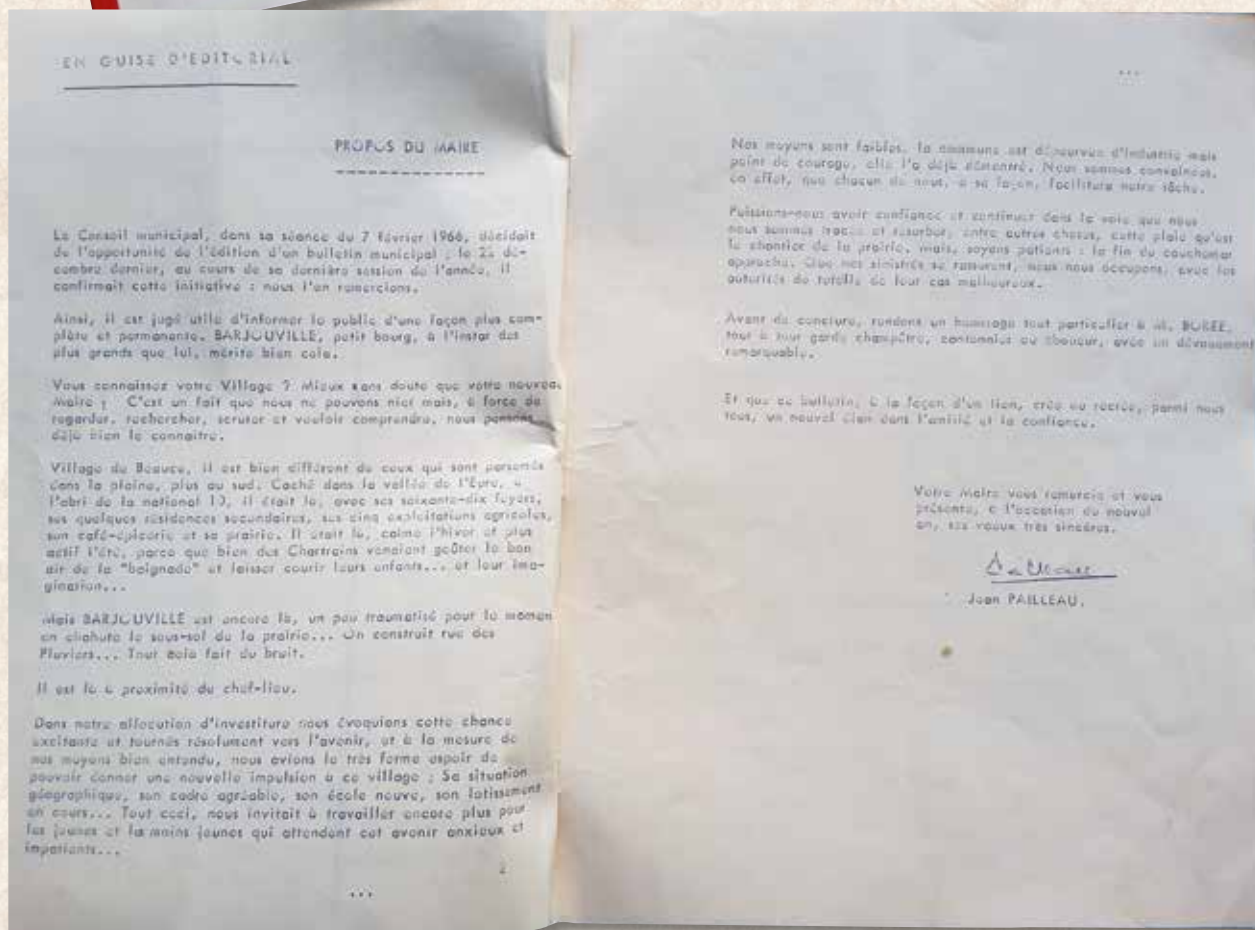 EN GUISE D'EDITORIAL
PROPOS DU MAIRE
Le Conseil municipal, dans sa séance du 7 février 1966, décidait
de l'opportunité de l'édition d'un bulletin municipal ; le dé-
cembre dernier, au cours de sa dernière session de l'année, il
confirmait cette initiative : nous l'en remercions.
Ainsi, il est jugé utile d'informer le public d'une façon plus com-
plète et permanente. BARJOUVILLE, petit bourg, à l'instar des
plus grands que lui, mérite bien cela.
Vous connaissez votre Village ? Mieux sans doute que votre nouveau
Maire ; C'est un fait que nous ne pouvons nier mais, à force de
regarder, rechercher, scruter et vouloir comprendre, nous pensons
déjà bien le connaître.
Village de Beauce, il est bien différent de ceux qui sont parsemés
dans la plaine, plus au sud. Caché dans la vallée de l'Eure, à
l'abri de la national 10, il était là, avec ses soixante-dix foyers,
ses quelques résidences secondaires, ses cinq exploitations agricoles,
son café-épicerie et sa prairie. Il était là, calme l'hiver et plus
actif l'été, parce que bien des Chartrains venaient goûter le bon
air de la "baignade" et laisser courir leurs enfants... et leur ima-
gination...
Mais BARJOUVILLE est encore là, un peu traumatisé pour le momen
on chahute le sous-sol de la prairie... On construit rue des
Pluviers... Tout cela fait du bruit.
Il est là à proximité du chef-lieu.
Dans notre allocution d'investiture nous évoquions cette chance
excitante et tournés résolument vers l'avenir, et à la mesure de
nos moyens bien entendu, nous avions le très ferme espoir de
pouvoir donner une nouvelle impulsion à ce village : Sa situation
géographique, son cadre agréable, son école neuve, son lotissement
en cours... Tout ceci, nous invitait à travailler encore plus pour
les jeunes et les moins jeunes qui attendent cet avenir anxieux et
impatients...
2
...
...
Nos moyens sont faibles, la commune est dépourvue d'industrie mais
point de courage, elle l'a déjà démontré. Nous sommes convaincus,
en effet, que chacun de nous, à sa façon, facilitera notre tâche.
Puissions-nous avoir confiance et continuer dans la voie que nous
nous sommes tracée et résorber, entre autres choses, cette plaie qu'est
le chantier de la prairie, mais, soyons patients : la fin du cauchemar
approche. Que nos sinistrés se rassurent, nous nous occupons, avec les
autorités de tutelle de leur cas malheureux.
Avant de conclure, rendons un hommage tout particulier à M. BOREE,
tour à tour garde champêtre, cantonnier ou éboueur, avec un dévouement
remarquable.
Et que ce bulletin, à la façon d'un lien, crée ou recrée, parmi nous
tous, un nouvel élan dans l'amitié et la confiance.
Votre Maire vous remercie et vous
présente, à l'occasion du nouvel
an, ses vœux très sincères.
Jean PAILLEAU.